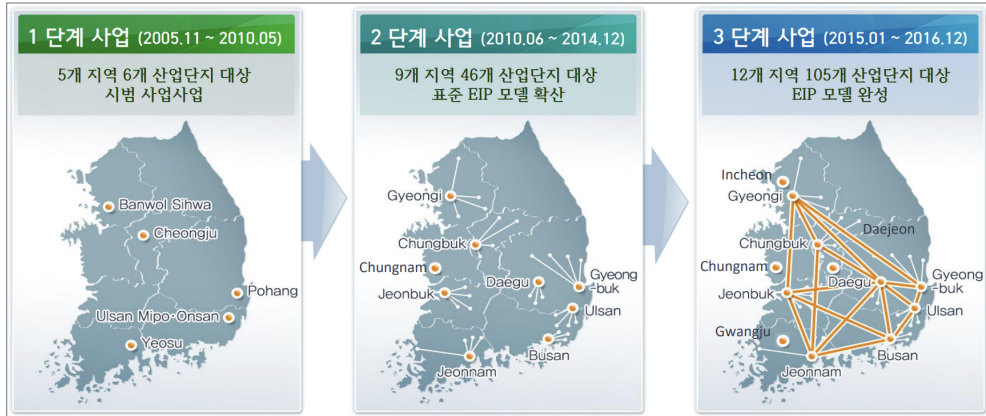 1 단계 사업 (2005.11 ~ 2010.05)
5개 지역 6개 산업단지 대상
시범 사업사업
Banwol Sihwa
Cheongju
Pohang
Ulsan Mipo·Onsan
Yeosu
2 단계 사업 (2010.06 ~ 2014.12)
9개 지역 46개 산업단지 대상
표준 EIP 모델 확산
Gyeongi
Chungbuk
Chungnam
Daegu
Gyeong
-buk
Jeonbuk
Ulsan
Busan
Jeonnam
3 단계 사업 (2015.01 ~ 2016.12)
12개 지역 105개 산업단지 대상
EIP 모델 완성
Incheon
Gyeongi
Daejeon
Chungbuk
Chungnam
Daegu
Gyeong
-buk
Jeonbuk
Ulsan
Gwangju
Busan
Jeonnam